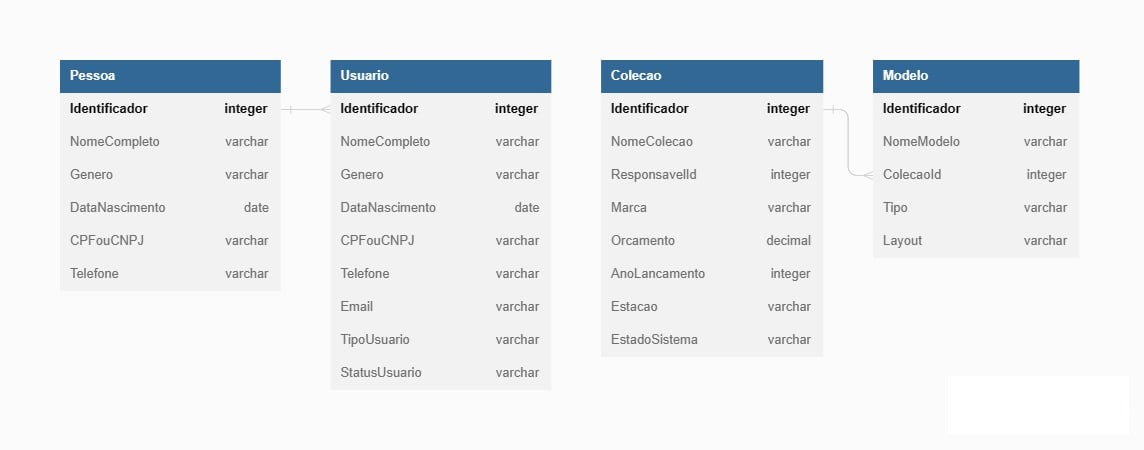 Pessoa
Identificador integer
NomeCompleto varchar
Genero varchar
DataNascimento date
CPFouCNPJ varchar
Telefone varchar
Usuario
Identificador integer
NomeCompleto varchar
Genero varchar
DataNascimento date
CPFouCNPJ varchar
Telefone varchar
Email varchar
TipoUsuario varchar
StatusUsuario varchar
Colecao
Identificador integer
NomeColecao varchar
ResponsavelId integer
Marca varchar
Orcamento decimal
AnoLancamento integer
Estacao varchar
EstadoSistema varchar
Modelo
Identificador integer
NomeModelo varchar
ColecaoId integer
Tipo varchar
Layout varchar